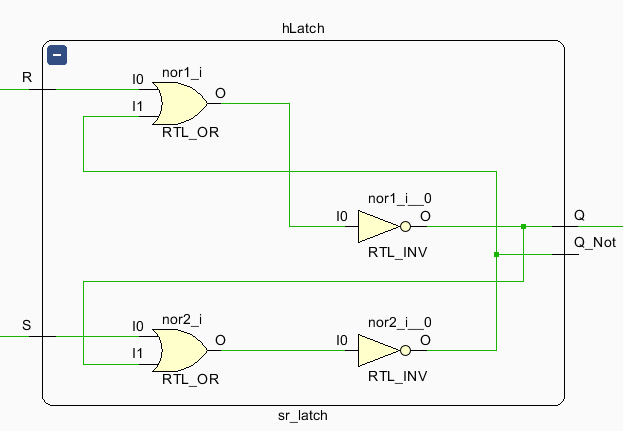 hLatch
R
I0
nor1_i
O
I1
RTL_OR
nor1_i__0
I0
O
Q
RTL_INV
Q_Not
S
I0
nor2_i
O
I1
RTL_OR
nor2_i__0
I0
O
RTL_INV
sr_latch